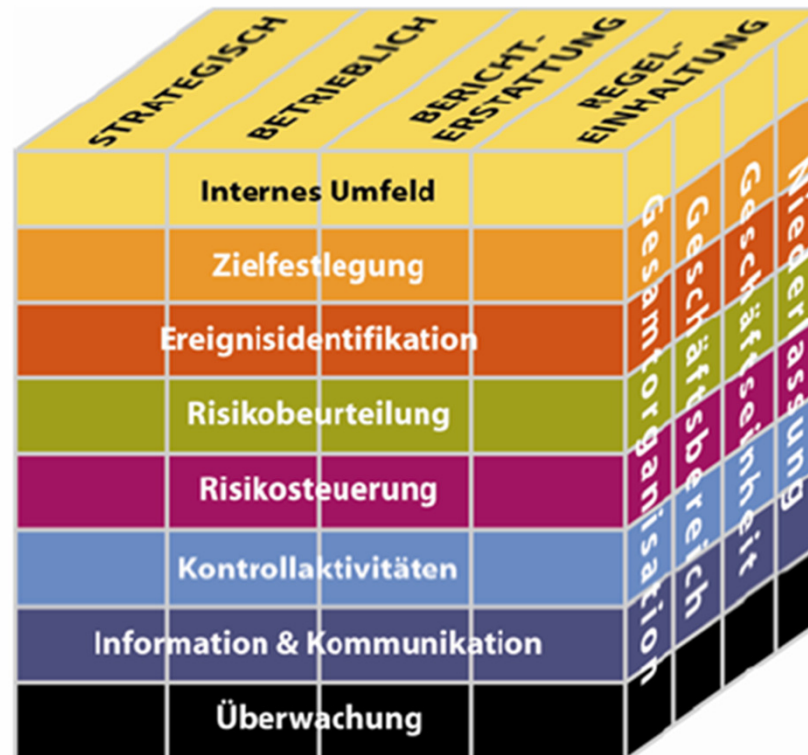 STRATEGISCH
BETRIEBLICH
BERICHT-
ERSTATTUNG
REGEL-
EINHALTUNG
Internes Umfeld
Zielfestlegung
Ereignisidentifikation
Risikobeurteilung
Risikosteuerung
Kontrollaktivitäten
Information & Kommunikation
Überwachung
Gesamtorganisation
Geschäftsbereich
Geschäftseinheit
Niederlassung